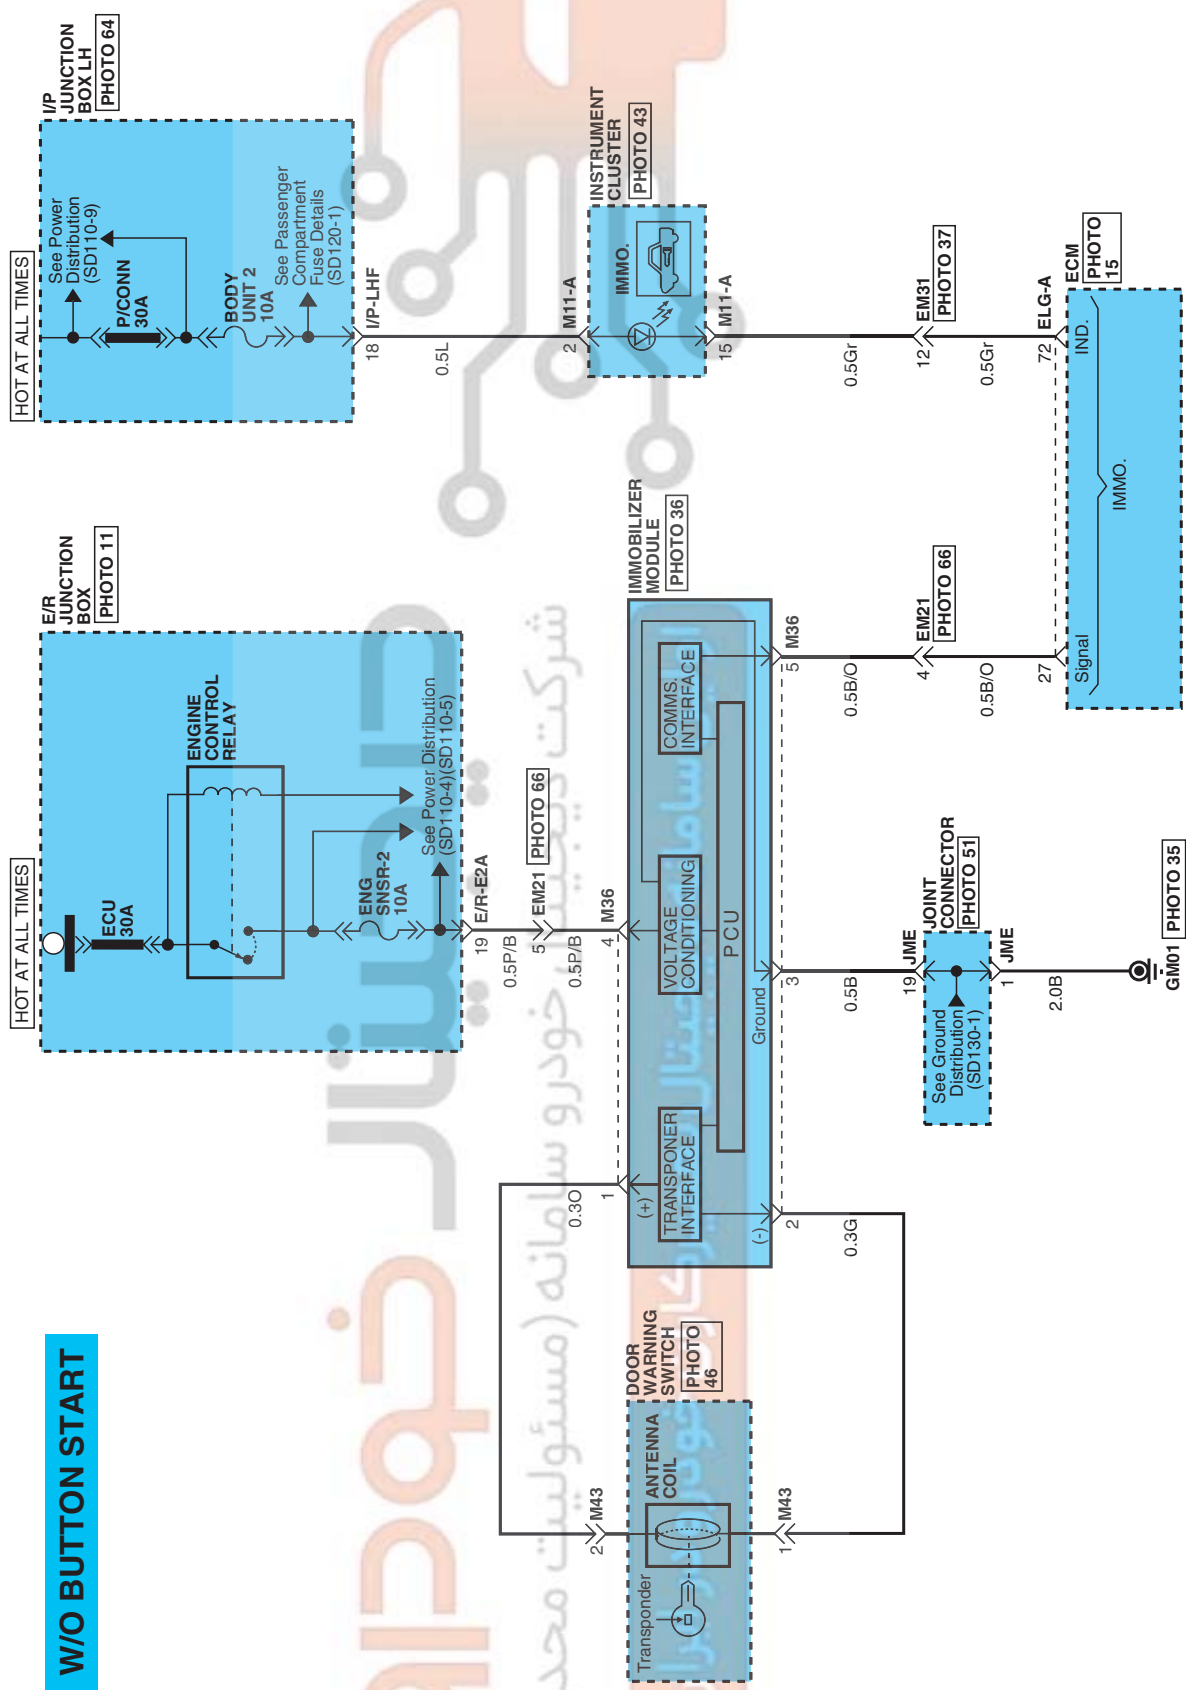 W/O BUTTON START
HOT AT ALL TIMES
E/R
JUNCTION
BOX
PHOTO 11
ECU
30A
ENGINE
CONTROL
RELAY
ENG
SNSR-2
10A
See Power Distribution
(SD110-4)(SD110-5)
19
E/R-E2A
0.5P/B
5
EM21
PHOTO 66
0.5P/B
4
M36
HOT AT ALL TIMES
I/P
JUNCTION
BOX LH
PHOTO 64
See Power
Distribution
(SD110-9)
P/CONN
30A
BODY
UNIT 2
10A
See Passenger
Compartment
Fuse Details
(SD120-1)
18
I/P-LHF
0.5L
2
M11-A
INSTRUMENT
CLUSTER
PHOTO 43
IMMO.
15
M11-A
0.5Gr
12
EM31
PHOTO 37
0.5Gr
72
ELG-A
ECM
PHOTO
15
IND.
Signal
IMMO.
0.3O
1
2
M43
DOOR
WARNING
SWITCH
PHOTO
46
ANTENNA
COIL
Transponder
1
M43
0.3G
IMMOBILIZER
MODULE
PHOTO 36
(+)
TRANSPONER
INTERFACE
(-)
2
VOLTAGE
CONDITIONING
COMMS.
INTERFACE
PCU
Ground
3
5
M36
0.5B
0.5B/O
4
EM21
PHOTO 66
0.5B/O
27
19
JME
JOINT
CONNECTOR
PHOTO 51
See Ground
Distribution
(SD130-1)
1
JME
2.0B
GM01
PHOTO 35
شرکت دیجیتال خودرو سامانه (مسئولیت محد